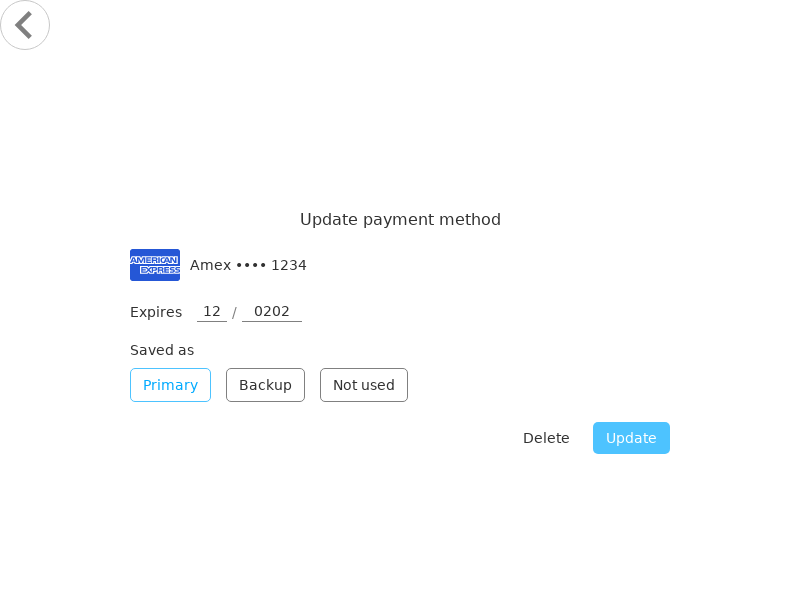 Update payment method
AMERICAN
EXPRESS
Amex •••• 1234
Expires 12 / 0202
Saved as
Primary Backup Not used
Delete Update